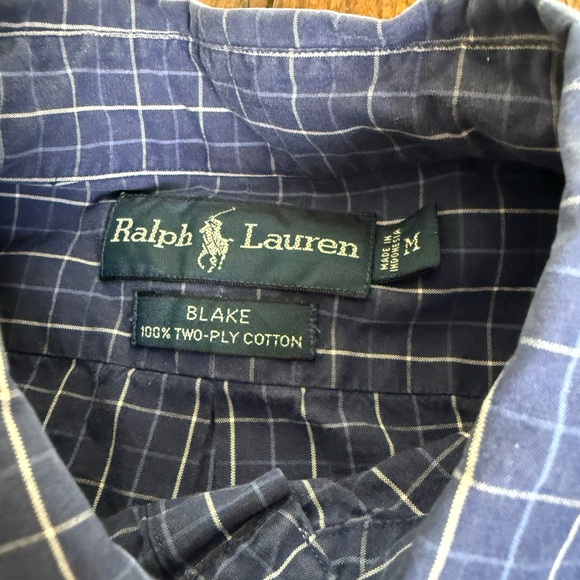 Ralph Lauren
MADE IN
INDONESIA
M
BLAKE
100% TWO-PLY COTTON